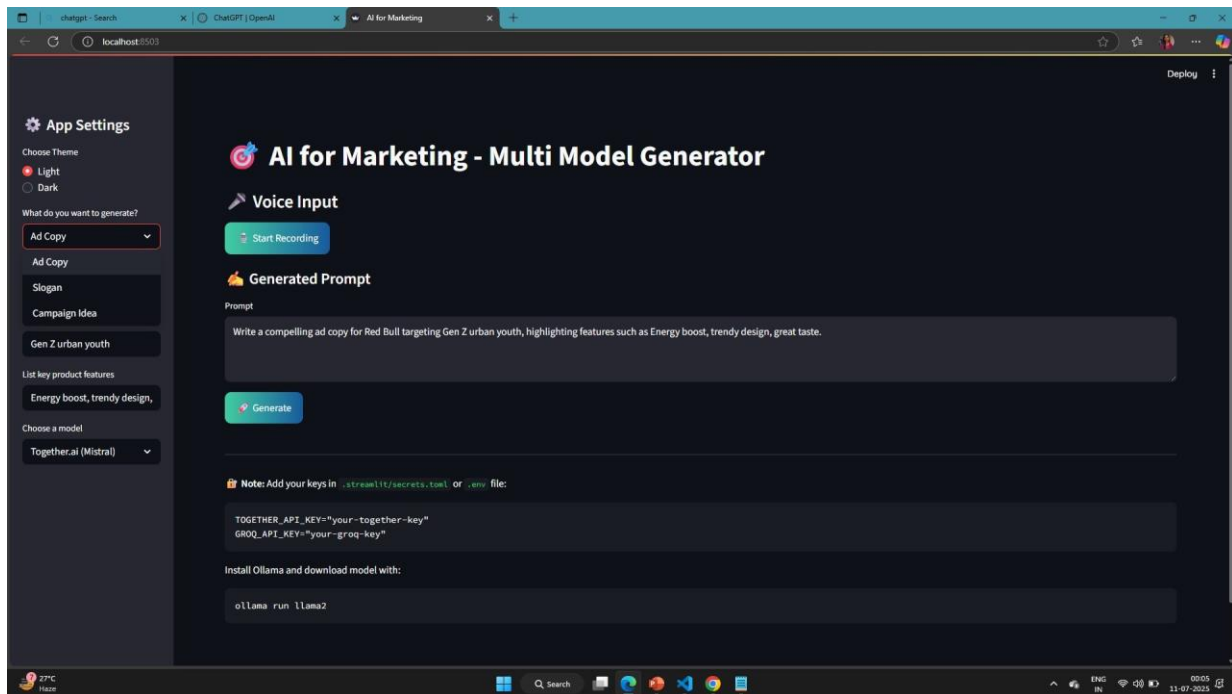 chatgpt - Search
ChatGPT | OpenAI
AI for Marketing
localhost:8503
Deploy
App Settings
Choose Theme
Light
Dark
What do you want to generate?
Ad Copy
Ad Copy
Slogan
Campaign Idea
Gen Z urban youth
List key product features
Energy boost, trendy design,
Choose a model
Together.ai (Mistral)
AI for Marketing - Multi Model Generator
Voice Input
Start Recording
Generated Prompt
Prompt
Write a compelling ad copy for Red Bull targeting Gen Z urban youth, highlighting features such as Energy boost, trendy design, great taste.
Generate
Note: Add your keys in .streamlit/secrets.toml or .env file:
TOGETHER_API_KEY="your-together-key"
GROQ_API_KEY="your-groq-key"
Install Ollama and download model with:
ollama run llama2
27°C
Haze
Search
ENG
IN
00:05
11-07-2025